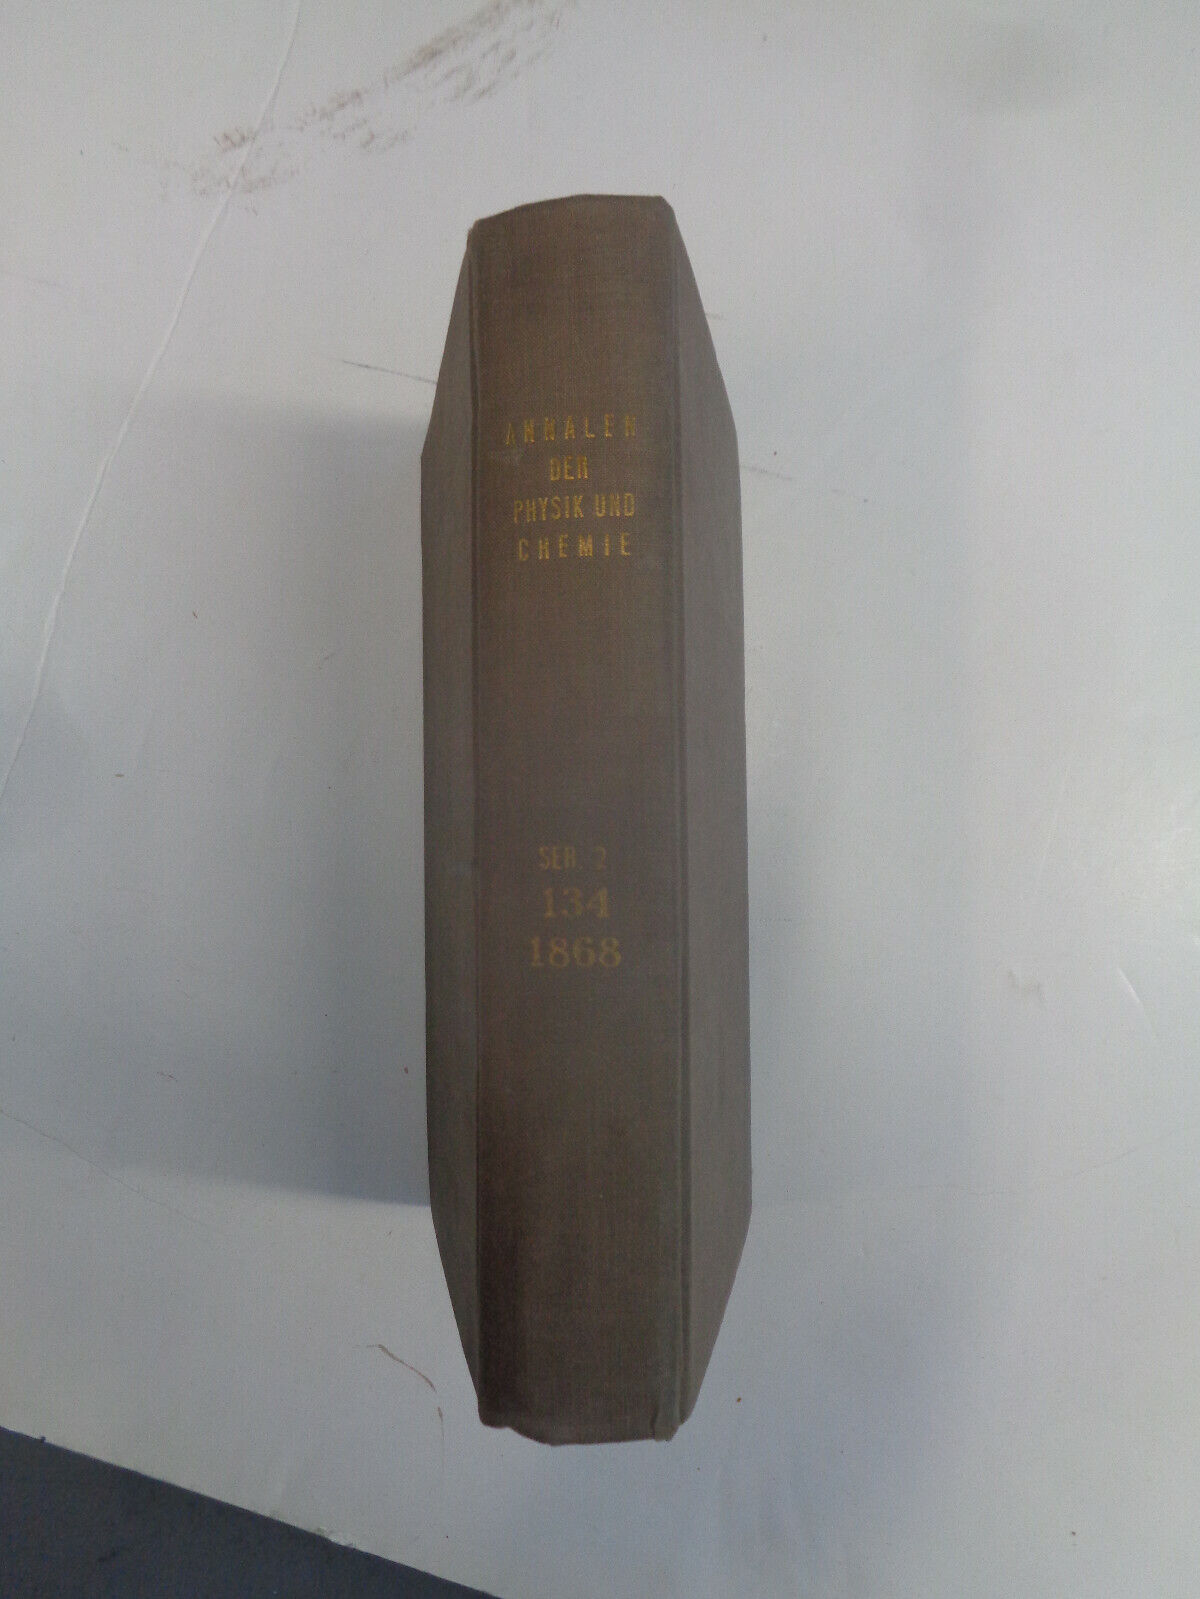 ANNALEN
DER
PHYSIK UND
CHEMIE
SER. 2
134
1868